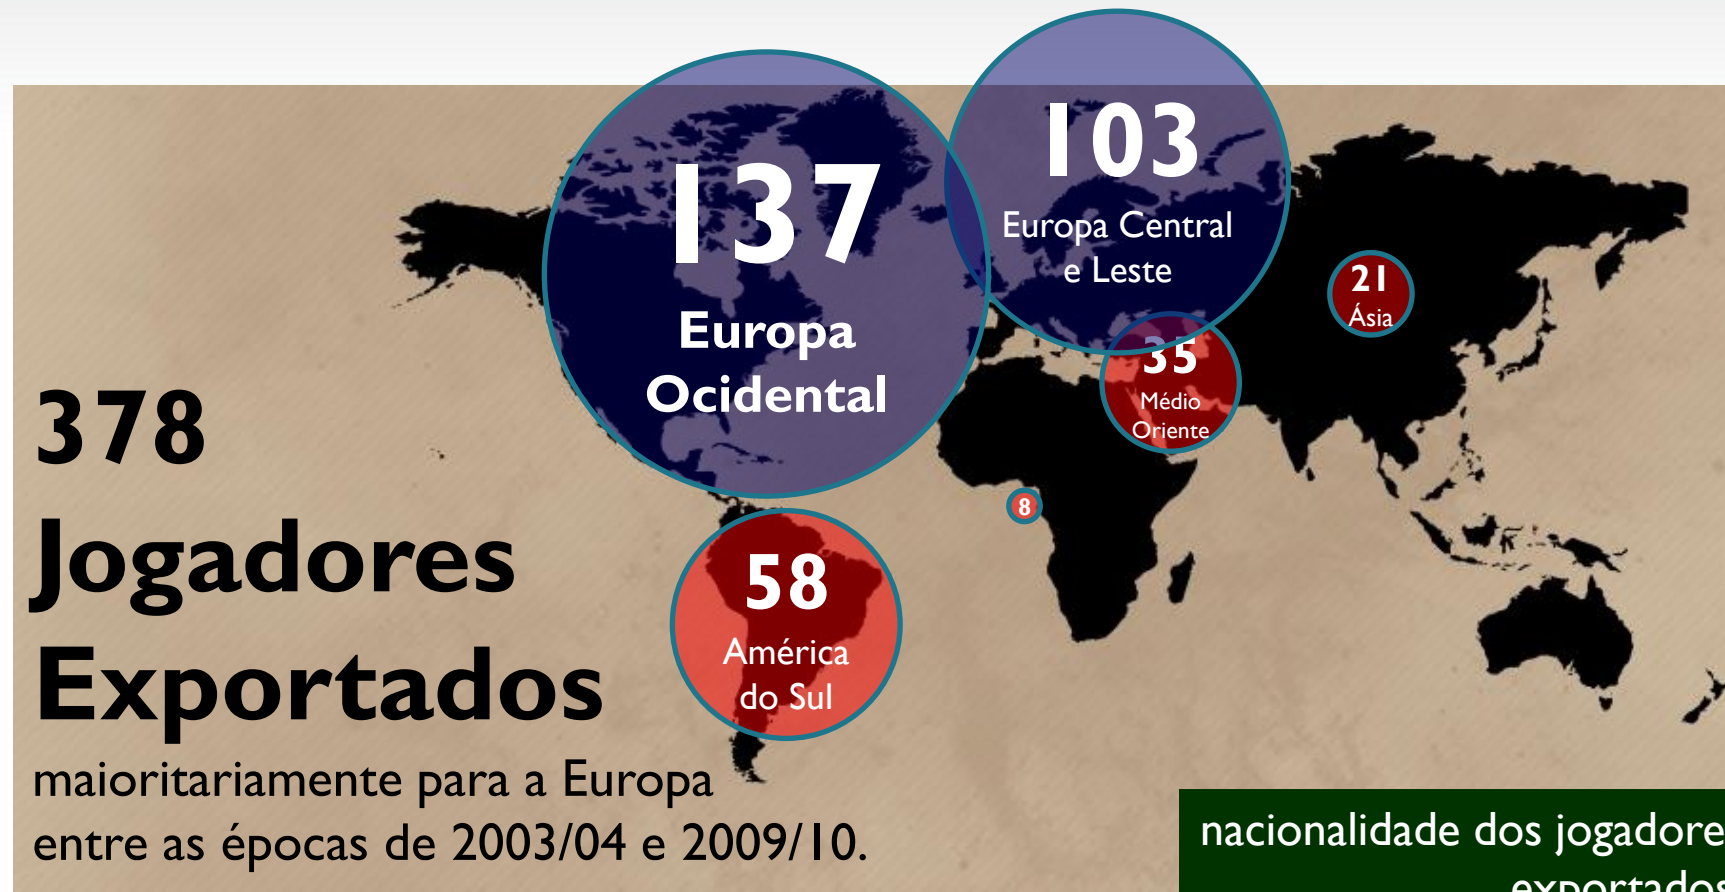 137
Europa
Ocidental
103
Europa Central
e Leste
21
Ásia
35
Médio
Oriente
8
58
América
do Sul
378
Jogadores
Exportados
maioritariamente para a Europa
entre as épocas de 2003/04 e 2009/10.
nacionalidade dos jogadore
exportados